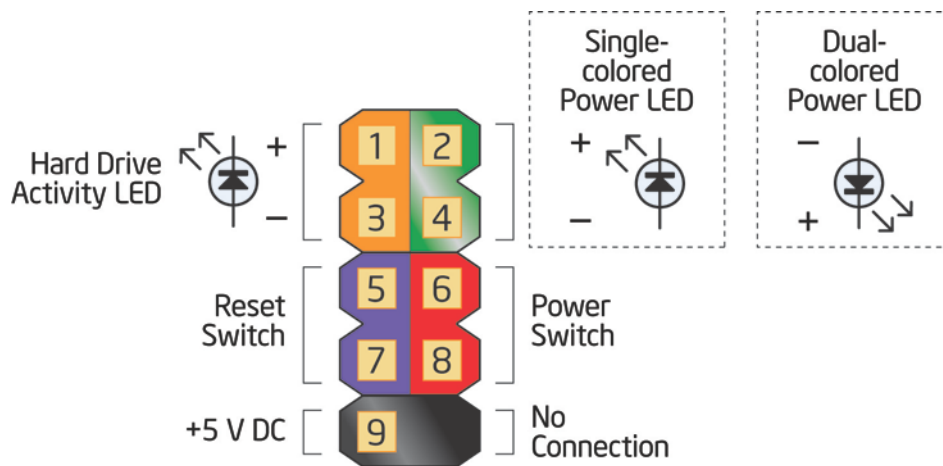 Single-
colored
Power LED
Dual-
colored
Power LED
Hard Drive
Activity LED
+
−
1
2
3
4
+
−
−
+
Reset
Switch
5
6
7
8
Power
Switch
+5 V DC
9
No
Connection